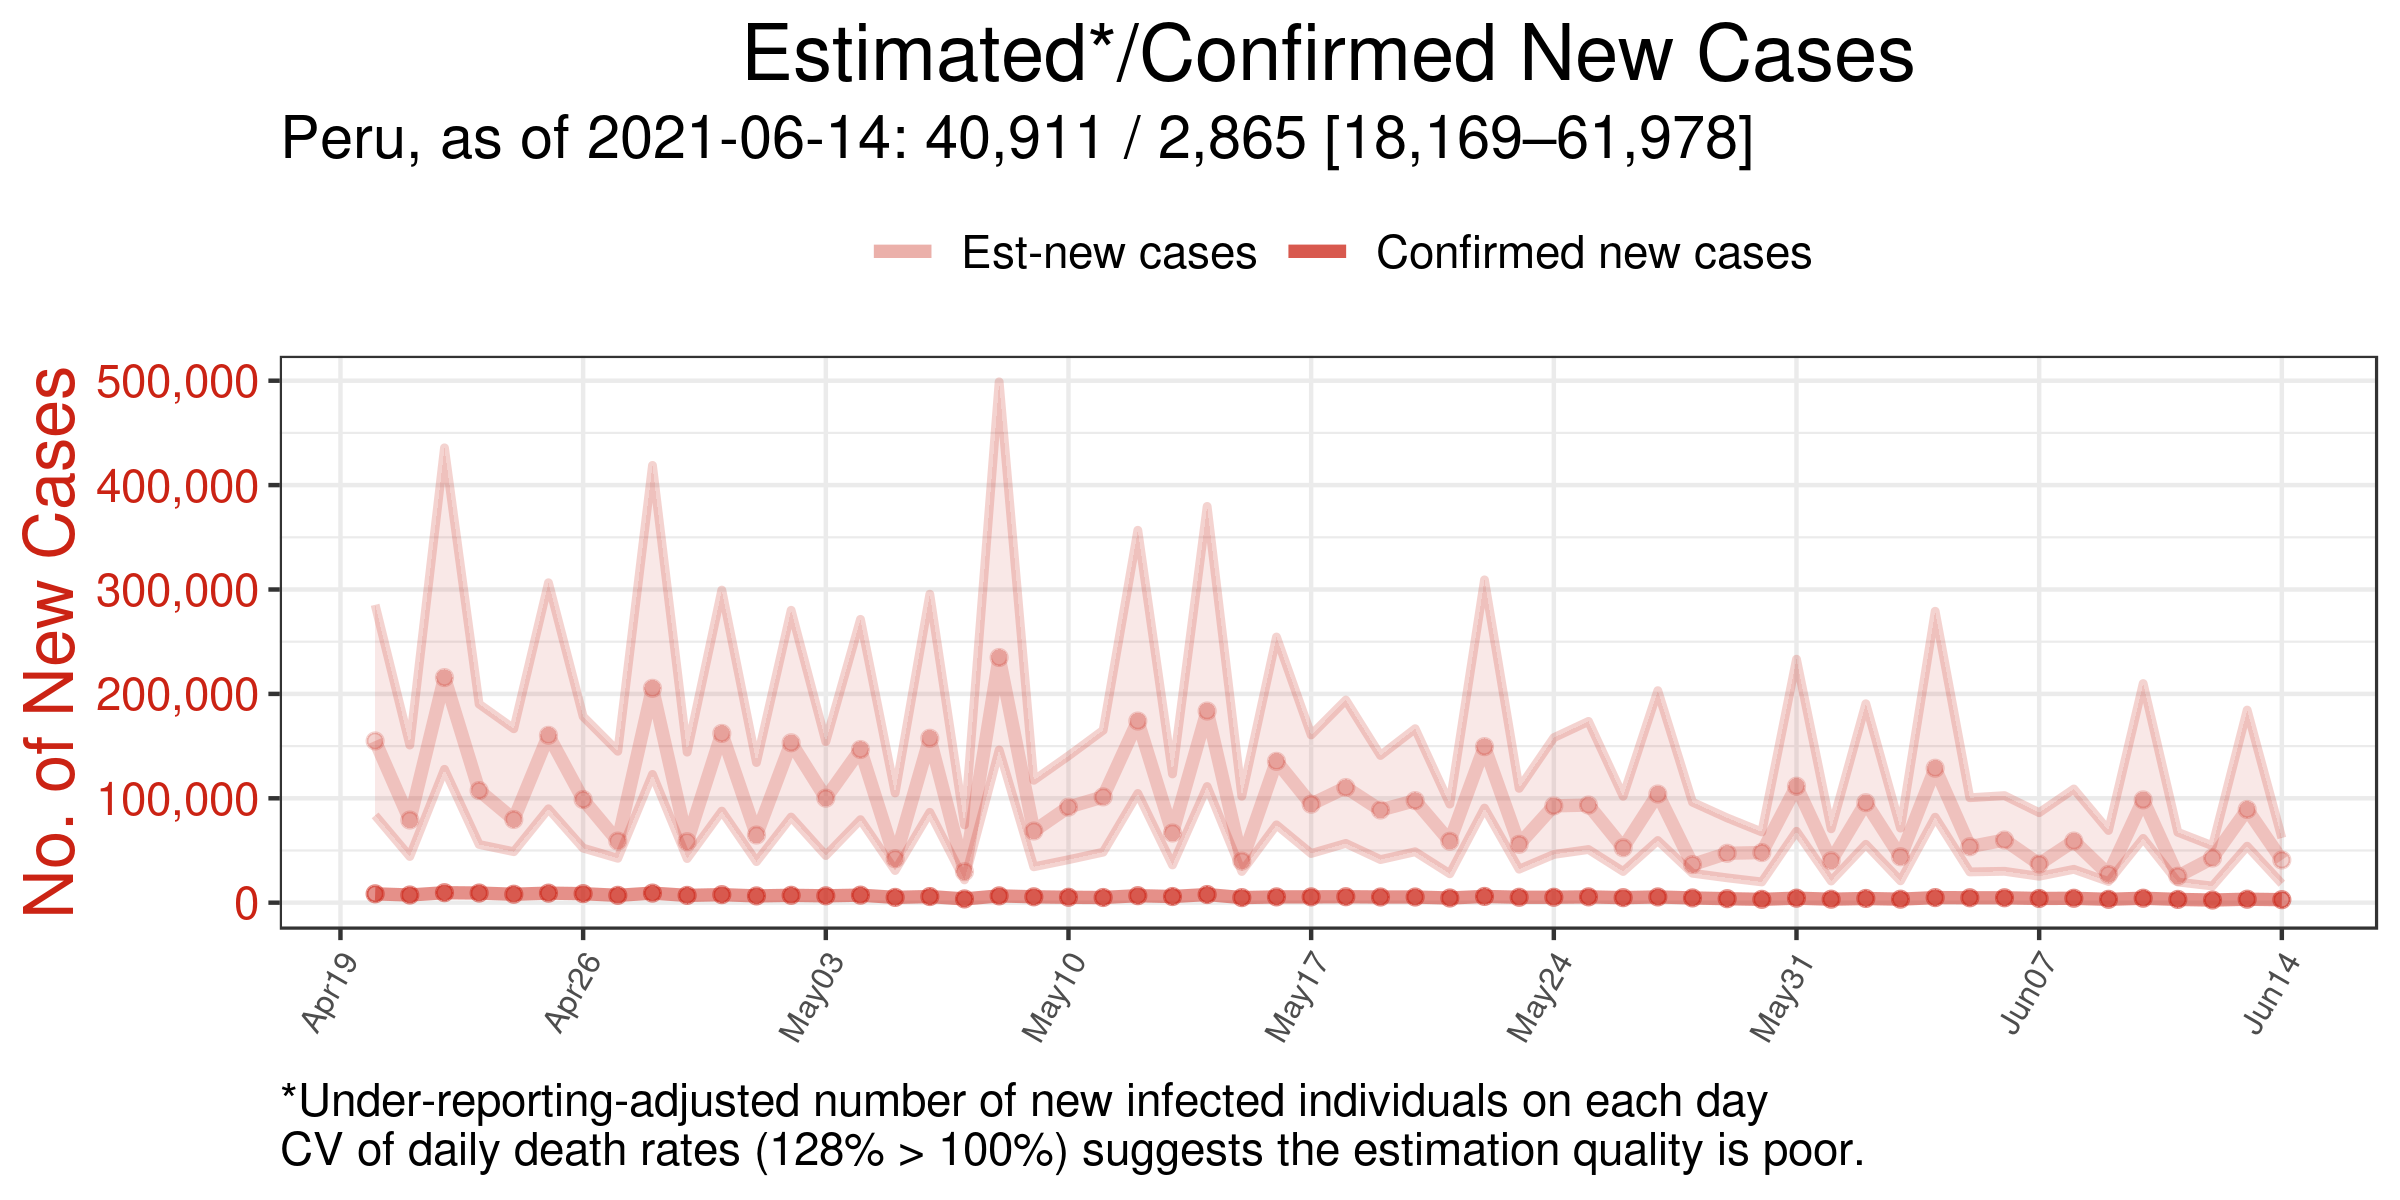 Estimated*/Confirmed New Cases
Peru, as of 2021-06-14: 40,911 / 2,865 [18,169–61,978]
Est-new cases
Confirmed new cases
No. of New Cases
500,000
400,000
300,000
200,000
100,000
0
Apr19
Apr26
May03
May10
May17
May24
May31
Jun07
Jun14
*Under-reporting-adjusted number of new infected individuals on each day
CV of daily death rates (128% > 100%) suggests the estimation quality is poor.